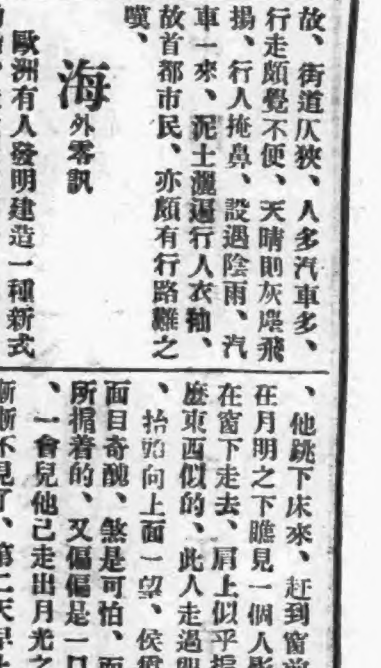 故、街道仄狹、人多汽車多、
行走頗覺不便、天晴則灰塵飛
揚、行人掩鼻、設遇陰雨、汽
車一來、泥土灑遍行人衣袖、
故首都市民、亦頗有行路難之
嘆、
海外零訊
歐洲有人發明建造一種新式
、他跳下床來、赶到窗
在月明之下瞧見一個人
在窗下走去、肩上似乎掮
麽東西似的、此人走過
、抬向上面一望、侯
面目奇醜、煞是可怕、
所掮着的、又偏偏是一
、一會兒他已走出月光之
漸不見了、第二天早